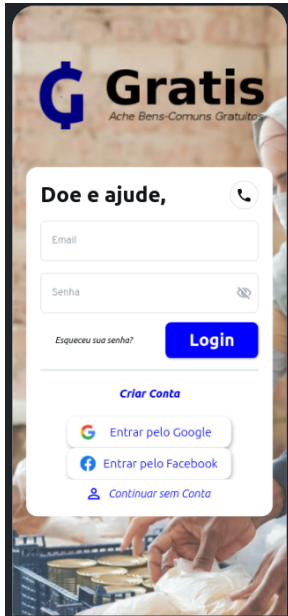 Gratis
Ache Bens-Comuns Gratuitos
Doe e ajude,
Email
Senha
Esqueceu sua senha?
Login
Criar Conta
Entrar pelo Google
Entrar pelo Facebook
Continuar sem Conta